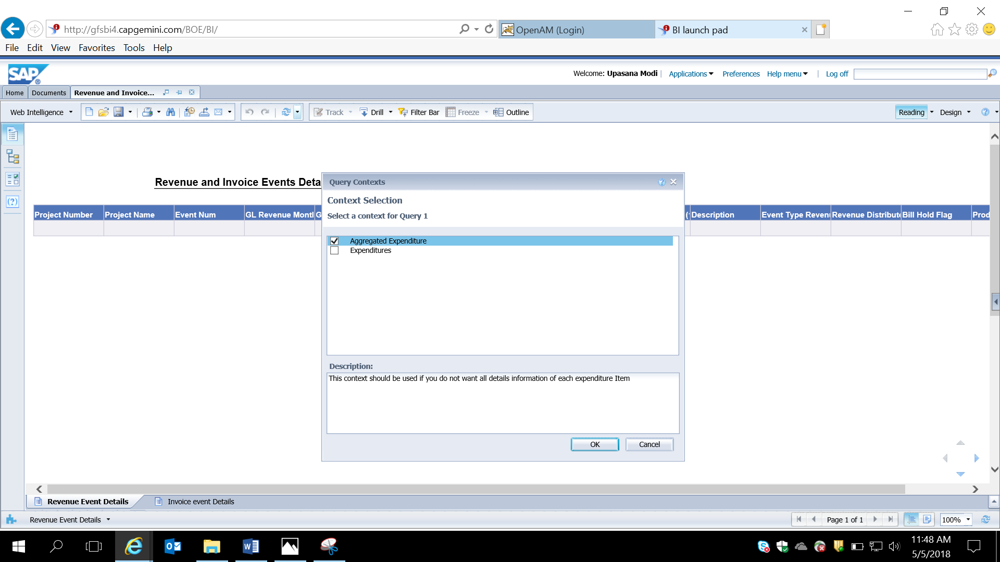 http://gfsbi4.capgemini.com/BOE/BI/
OpenAM (Login)
BI launch pad
File Edit View Favorites Tools Help
SAP
Welcome: Upasana Modi | Applications Preferences Help menu | Log off
Home Documents Revenue and Invoice...
Web Intelligence Track Drill Filter Bar Freeze Outline Reading Design
Revenue and Invoice Events Deta
Project Number Project Name Event Num GL Revenue Montl G Description Event Type Reven Revenue Distribut Bill Hold Flag Prod
Query Contexts
Context Selection
Select a context for Query 1
Aggregated Expenditure
Expenditures
Description:
This context should be used if you do not want all details information of each expenditure Item
OK Cancel
Revenue Event Details Invoice event Details
Revenue Event Details Page 1 of 1 100%
11:48 AM
5/5/2018